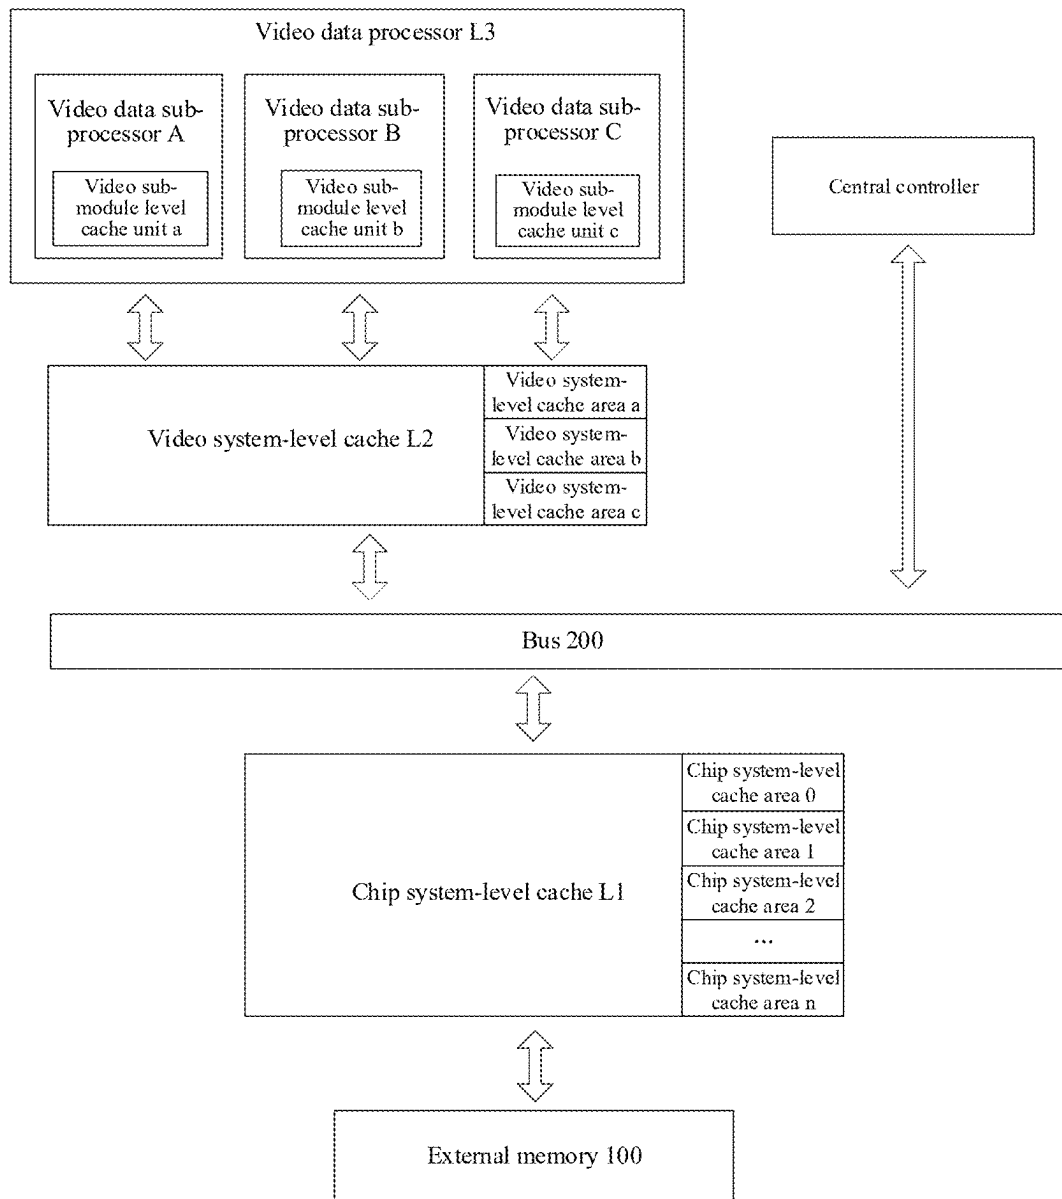 Video data processor L3
Video data sub-
processor A
Video sub-
module level
cache unit a
Video data sub-
processor B
Video sub-
module level
cache unit b
Video data sub-
processor C
Video sub-
module level
cache unit c
Central controller
Video system-level cache L2
Video system-
level cache area a
Video system-
level cache area b
Video system-
level cache area c
Bus 200
Chip system-level cache L1
Chip system-level
cache area 0
Chip system-level
cache area 1
Chip system-level
cache area 2
...
Chip system-level
cache area n
External memory 100